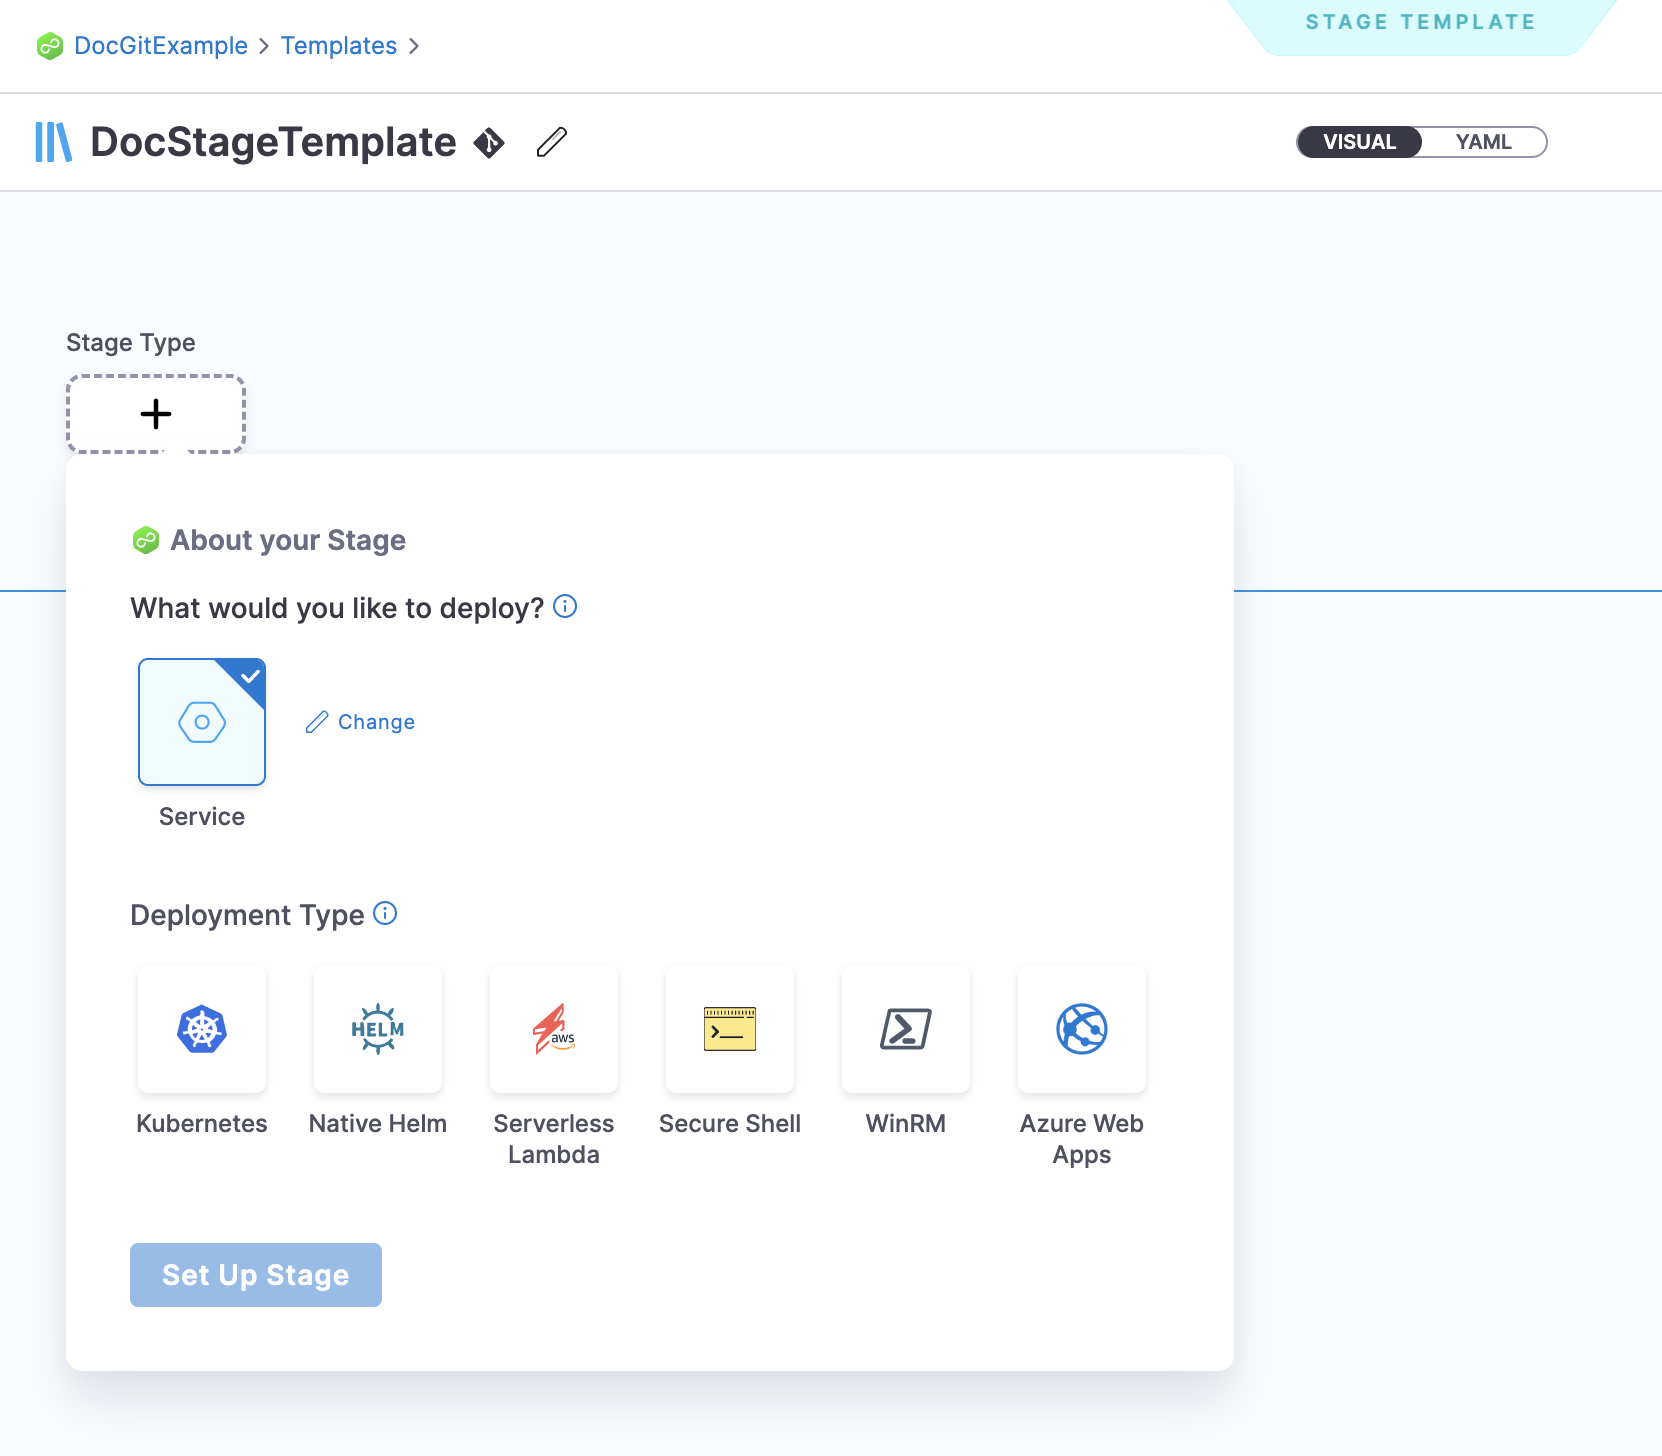 STAGE TEMPLATE
DocGitExample > Templates >
DocStageTemplate
VISUAL YAML
Stage Type
About your Stage
What would you like to deploy?
Change
Service
Deployment Type
HELM
aws
Kubernetes
Native Helm
Serverless Lambda
Secure Shell
WinRM
Azure Web Apps
Set Up Stage